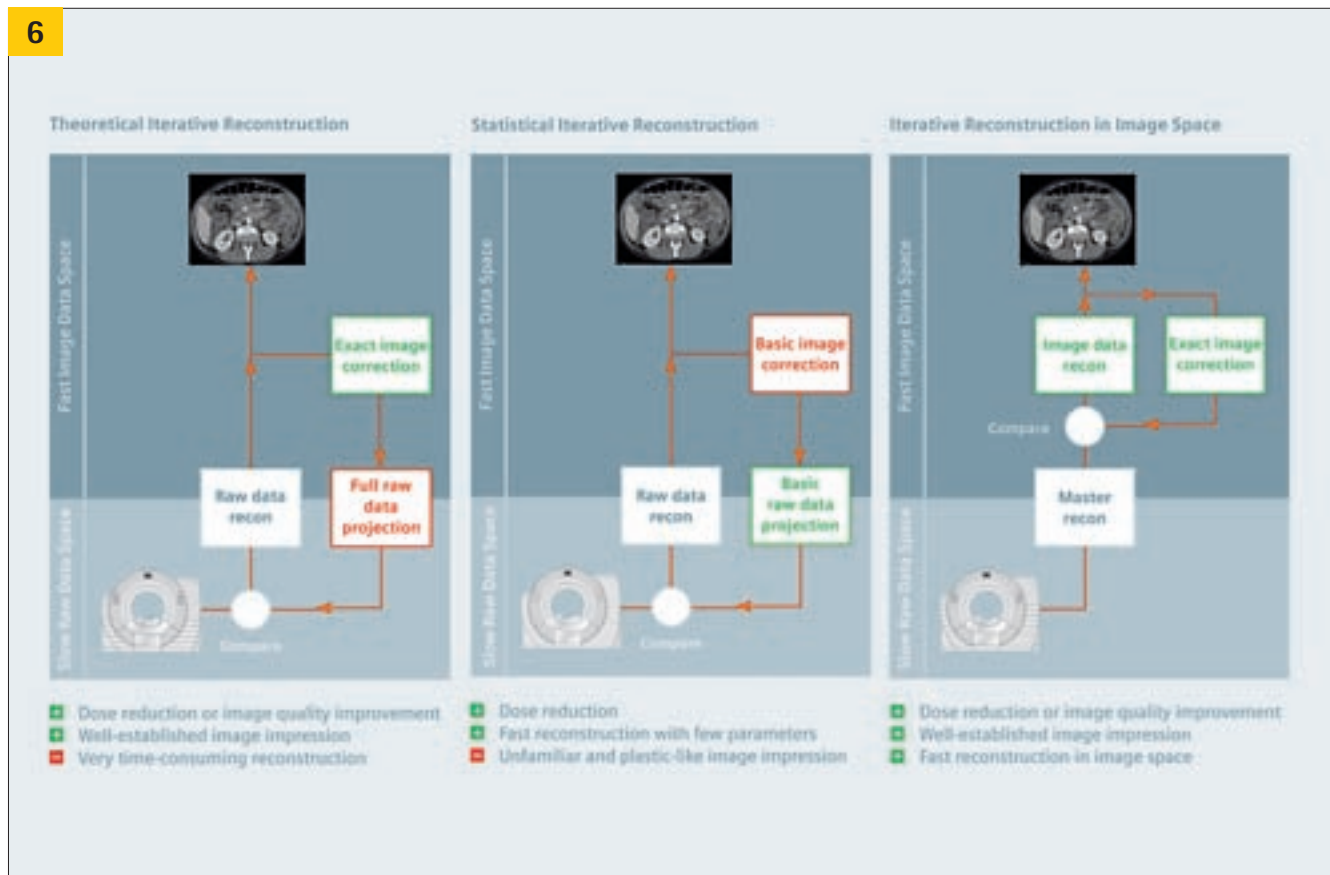 6
Theoretical Iterative Reconstruction
Fast Image Data Space
Slow Raw Data Space
Exact image
correction
Raw data
recon
Full raw
data
projection
Compare
+ Dose reduction or image quality improvement
+ Well-established image impression
− Very time-consuming reconstruction
Statistical Iterative Reconstruction
Fast Image Data Space
Slow Raw Data Space
Basic image
correction
Raw data
recon
Basic
raw data
projection
Compare
+ Dose reduction
+ Fast reconstruction with few parameters
− Unfamiliar and plastic-like image impression
Iterative Reconstruction in Image Space
Fast Image Data Space
Slow Raw Data Space
Image data
recon
Exact image
correction
Compare
Master
recon
+ Dose reduction or image quality improvement
+ Well-established image impression
+ Fast reconstruction in image space